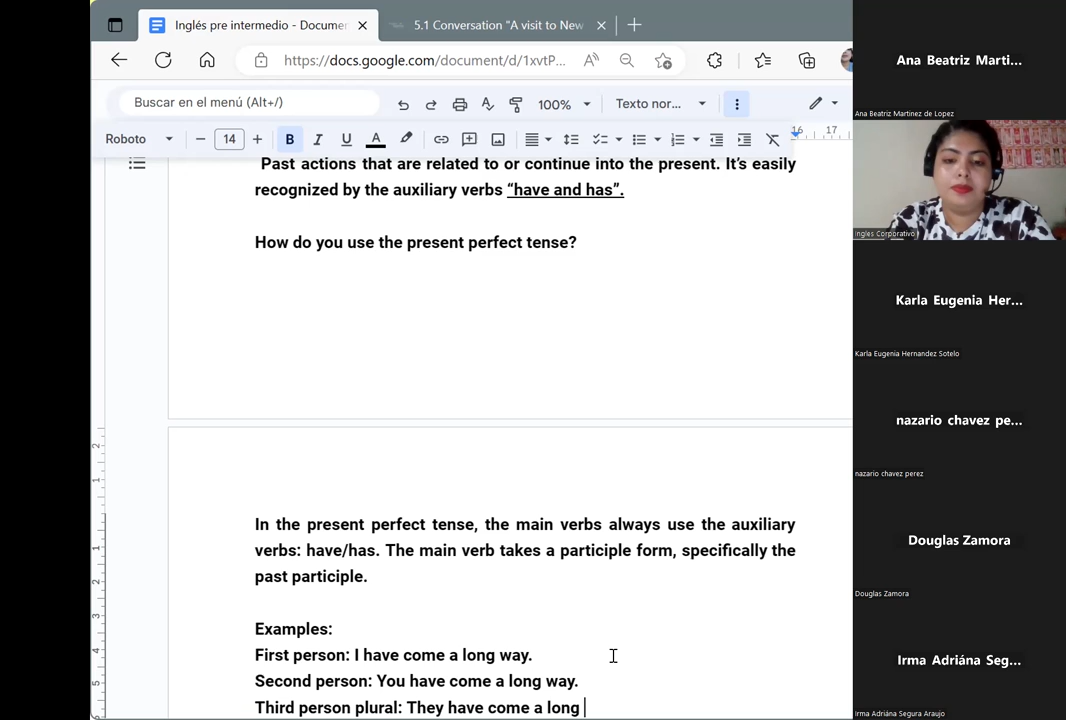 Inglés pre intermedio - Documen
5.1 Conversation "A visit to New
https://docs.google.com/document/d/1xvtP...
Buscar en el menú (Alt+/)
100%
Texto nor...
Roboto
14
16 17
Past actions that are related to or continue into the present. It's easily
recognized by the auxiliary verbs "have and has".
How do you use the present perfect tense?
In the present perfect tense, the main verbs always use the auxiliary
verbs: have/has. The main verb takes a participle form, specifically the
past participle.
Examples:
First person: I have come a long way.
Second person: You have come a long way.
Third person plural: They have come a long
Ana Beatriz Marti...
Ana Beatriz Martinez de Lopez
Ingles Corporativo
Karla Eugenia Her...
Karla Eugenia Hernandez Sotelo
nazario chavez pe...
nazario chavez perez
Douglas Zamora
Douglas Zamora
Irma Adriána Seg...
Irma Adriána Segura Araujo